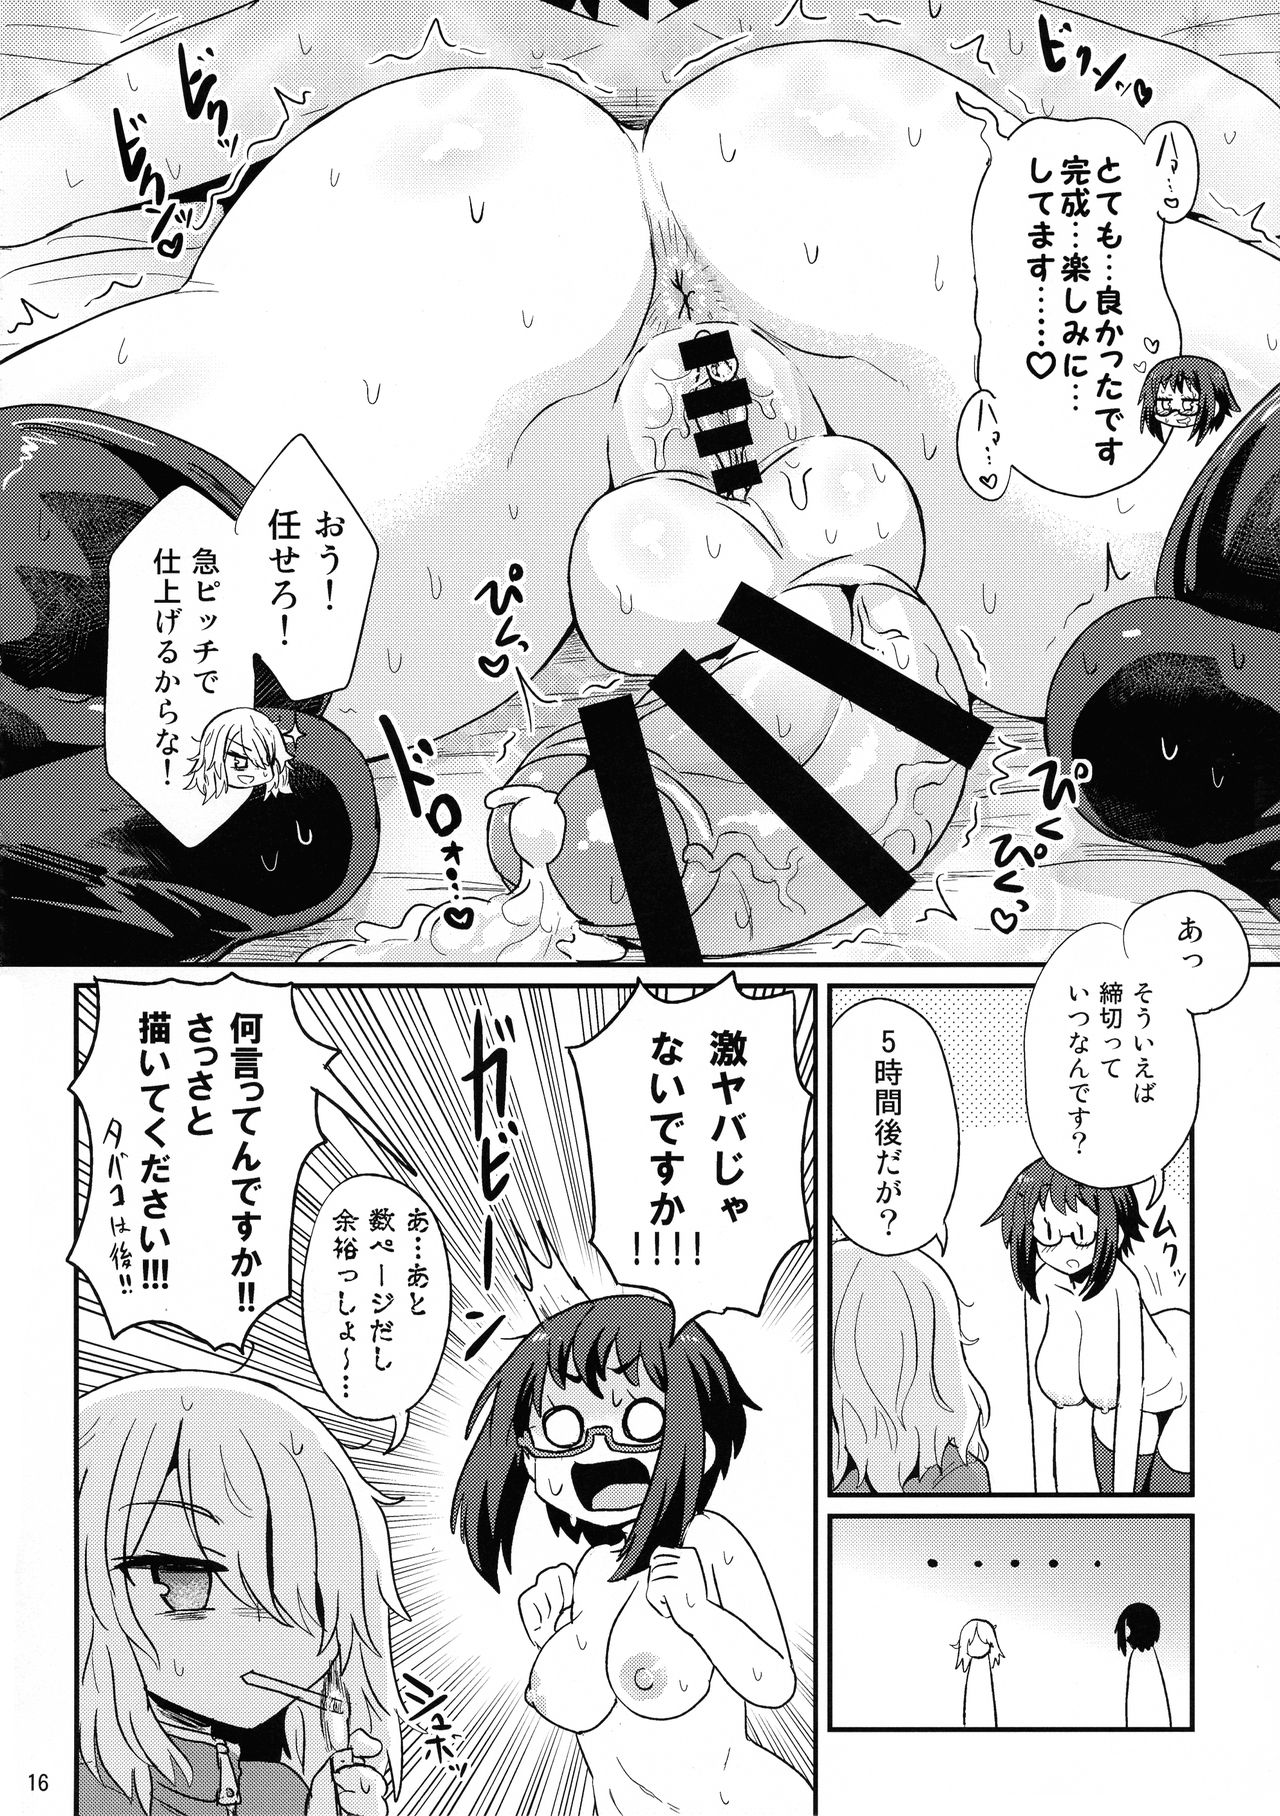 ビクンッ♡
ハァ…♡
とても…良かったです
完成…楽しみに…
してます……♡
ハァ…♡
ビクッ
ビクッ
ビクンッ♡
おう！
任せろ！
急ピッチで
仕上げるからな！
ぴくっ♡
ぴくぴくっ♡
ドロォ…♡
あっ
そういえば
締切って
いつなんです？
5時間後だが？
ムクッ
・・・・・
激ヤバじゃ
ないですか!!!!
ガビーン
あ…あと
数ページだし
余裕っしょ〜…
何言ってんですか!!
さっさと
描いてください!!!
タバコは後!!
シュボッ
16